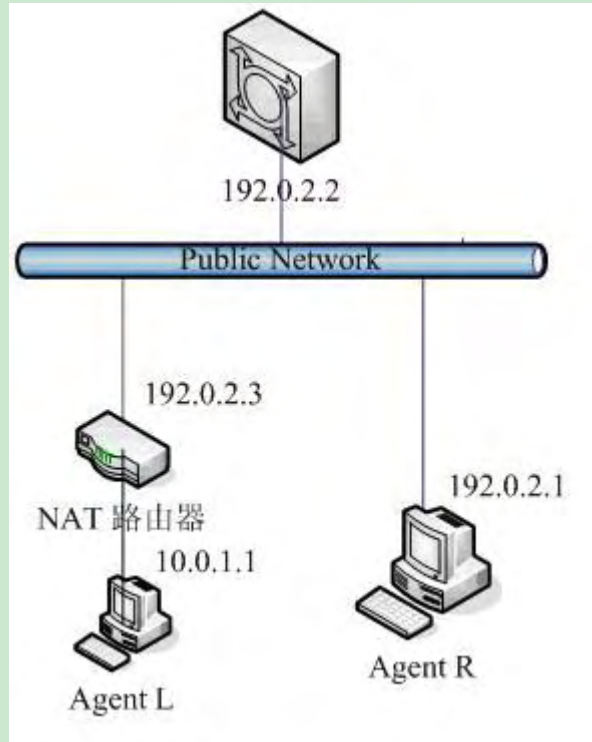 192.0.2.2
Public Network
192.0.2.3
NAT 路由器
192.0.2.1
10.0.1.1
Agent R
Agent L